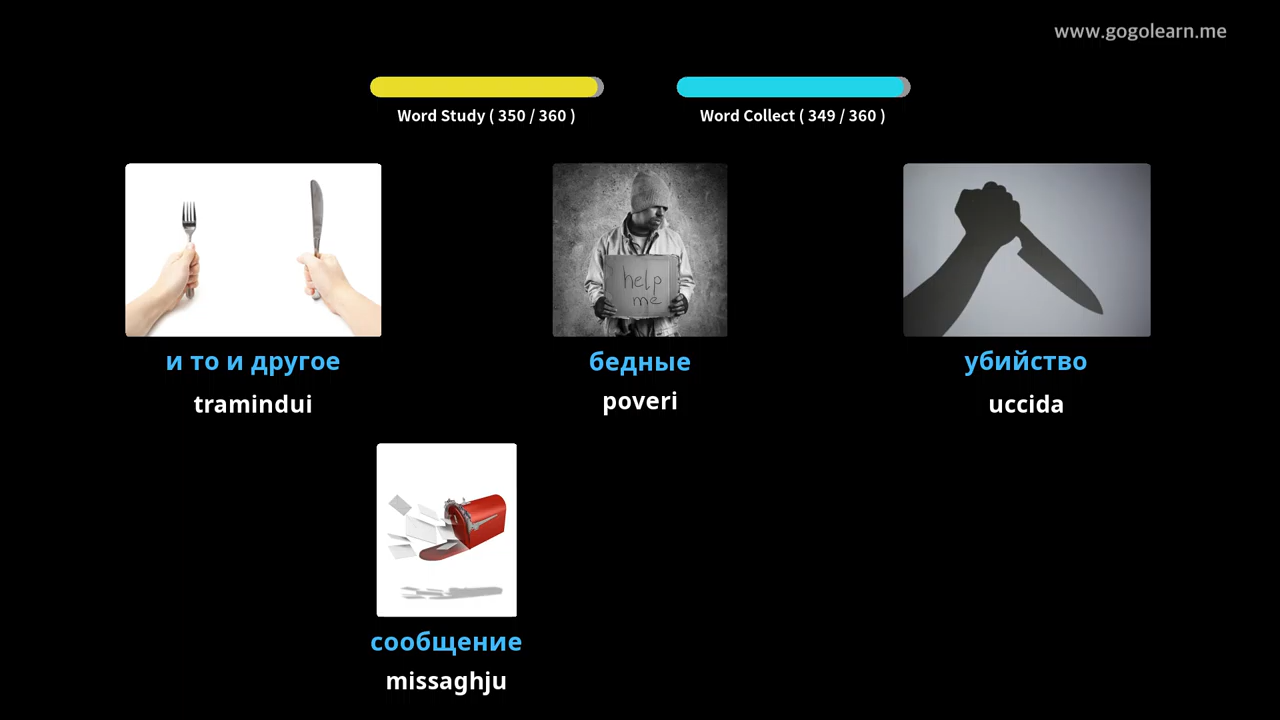 www.gogolearn.me
Word Study ( 350 / 360 )
Word Collect ( 349 / 360 )
help
me
и то и другое
бедные
убийство
tramindui
poveri
uccida
сообщение
missaghju